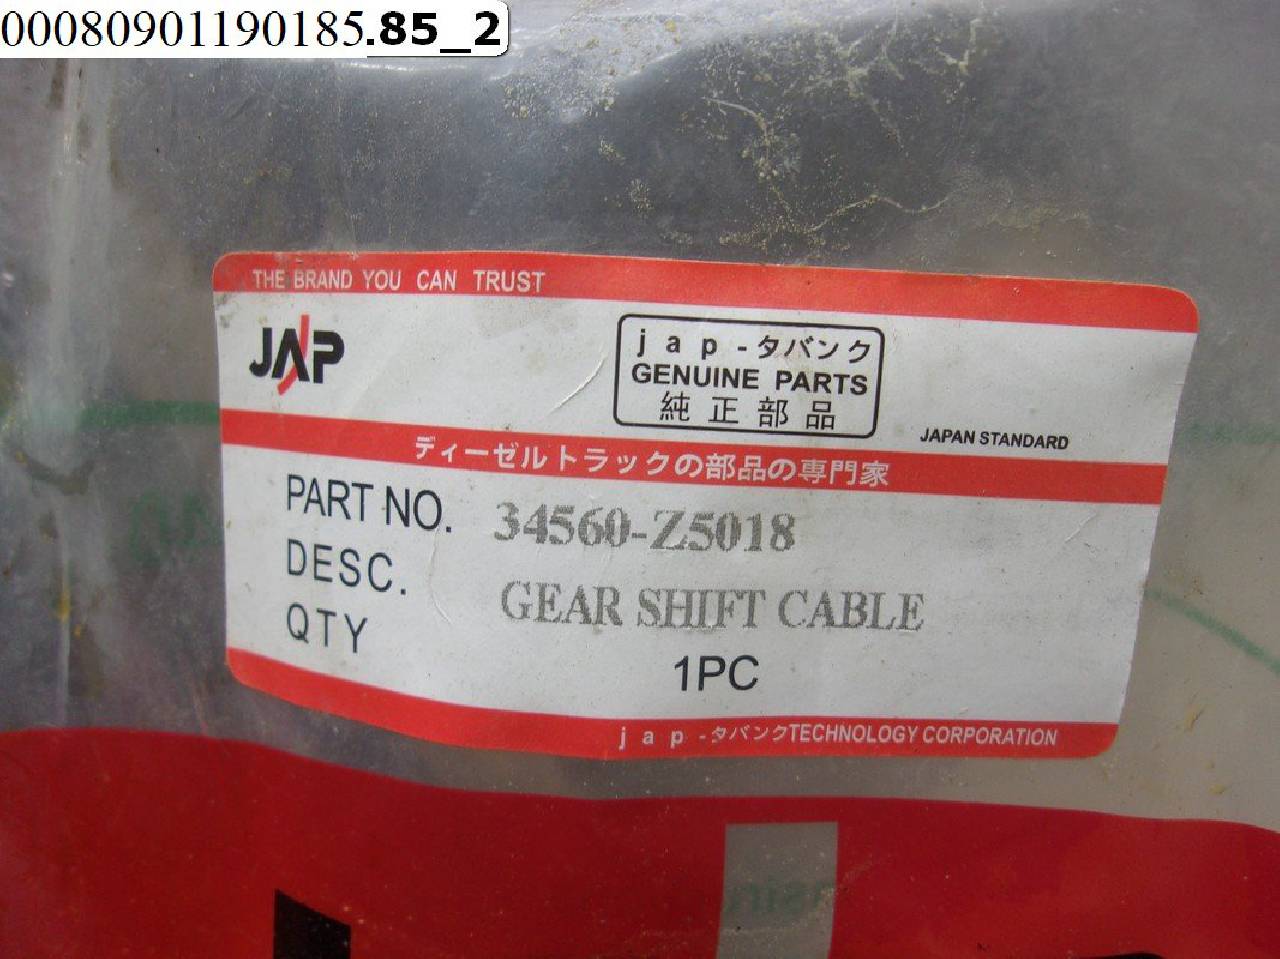 00080901190185.85_2
THE BRAND YOU CAN TRUST
JAP
jap-タバンク
GENUINE PARTS
純正部品
JAPAN STANDARD
ディーゼルトラックの部品の専門家
PART NO. 34560-Z5018
DESC. GEAR SHIFT CABLE
QTY 1PC
jap-タバンクTECHNOLOGY CORPORATION